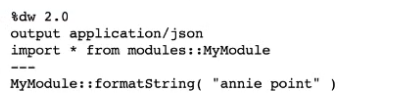 %dw 2.0
output application/json
import * from modules::MyModule
---
MyModule::formatString( "annie point" )